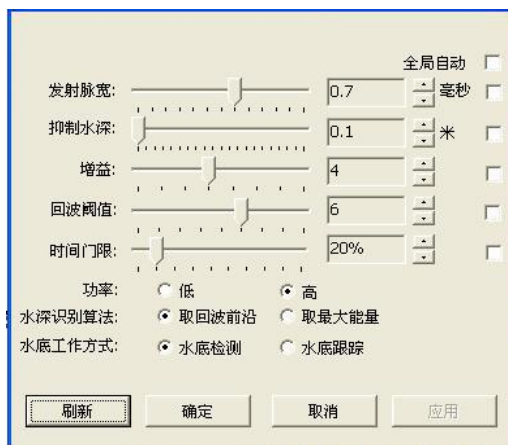 全局自动
发射脉宽: 0.7 毫秒
抑制水深: 0.1 米
增益: 4
回波阈值: 6
时间门限: 20%
功率: 低 高
水深识别算法: 取回波前沿 取最大能量
水底工作方式: 水底检测 水底跟踪
刷新 确定 取消 应用